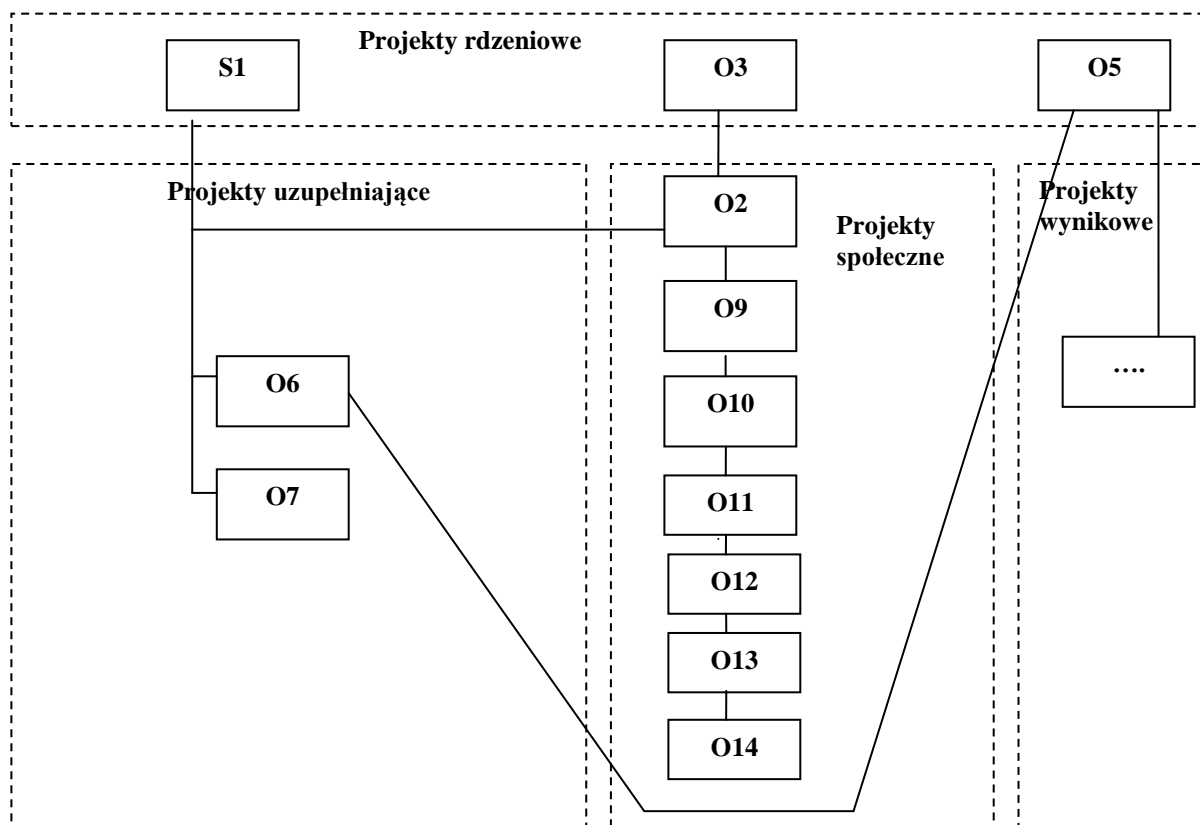 Projekty rdzeniowe
S1
O3
O5
Projekty uzupełniające
O2
Projekty
społeczne
Projekty
wynikowe
O9
O6
....
O10
O7
O11
O12
O13
O14